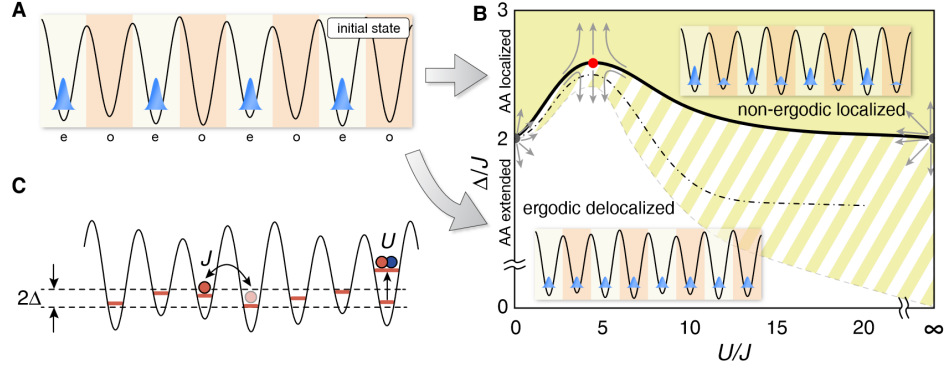 A
initial state
e o e o e o e o
B
3
2
0
AA localized
Δ/J
AA extended
non-ergodic localized
ergodic delocalized
0 5 10 15 20 ∞
U/J
C
J
U
2Δ